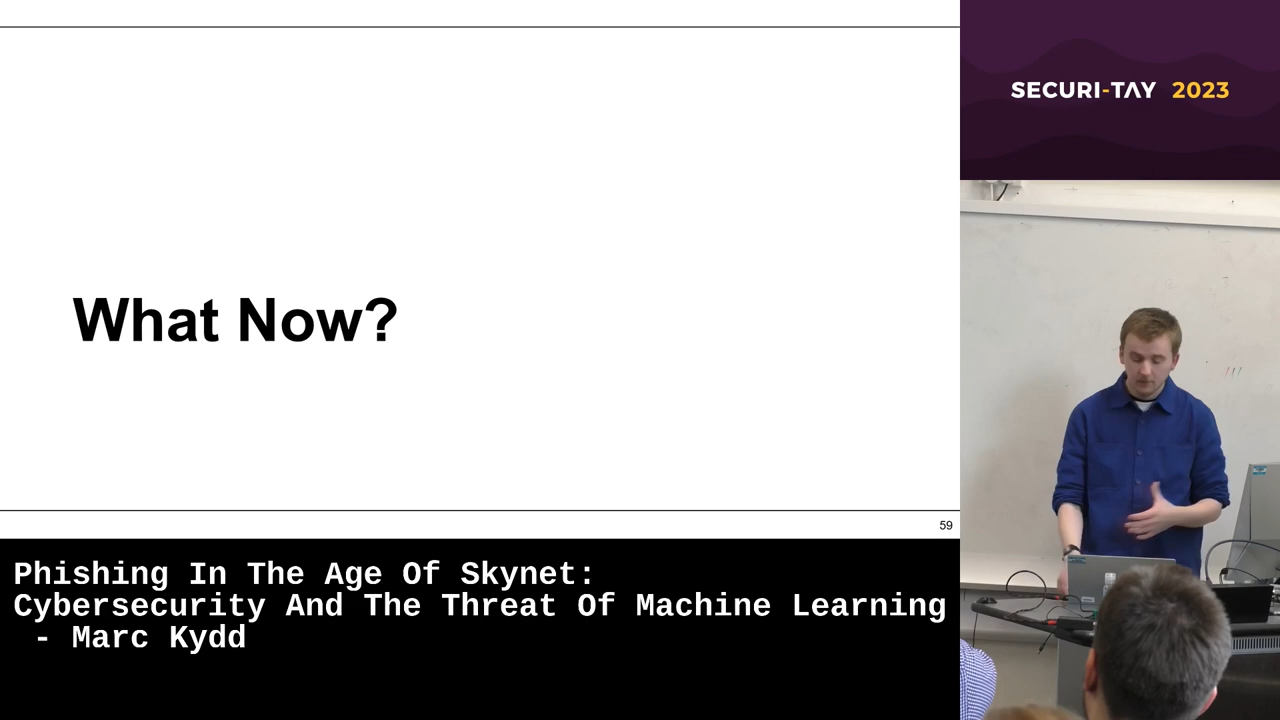 What Now?
59
SECURI-TAY 2023
Phishing In The Age Of Skynet:
Cybersecurity And The Threat Of Machine Learning
- Marc Kydd